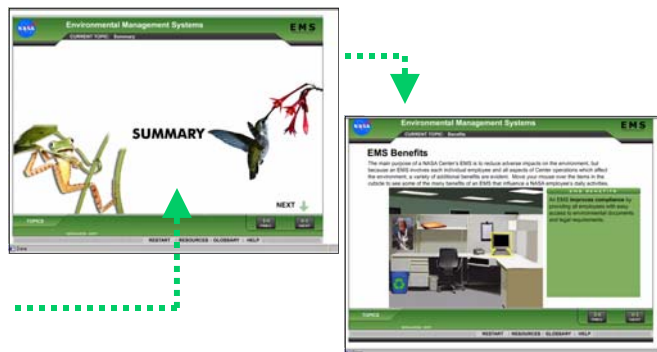 NASA
Environmental Management Systems
EMS
CURRENT TOPIC: Summary
SUMMARY
NEXT
TOPICS
RESTART | RESOURCES | GLOSSARY | HELP
NASA
Environmental Management Systems
EMS
CURRENT TOPIC: Benefits
EMS Benefits
The main purpose of a NASA Center's EMS is to reduce adverse impacts on the environment, but
because an EMS involves each individual employee and all aspects of Center operations which affect
the environment, a variety of additional benefits are evident. Move your mouse over the items in the
cubicle to see some of the many benefits of an EMS that influence a NASA employee's daily activities.
EMS BENEFITS
An EMS improves compliance by
providing all employees with easy
access to environmental documents
and legal requirements.
TOPICS
RESTART | RESOURCES | GLOSSARY | HELP